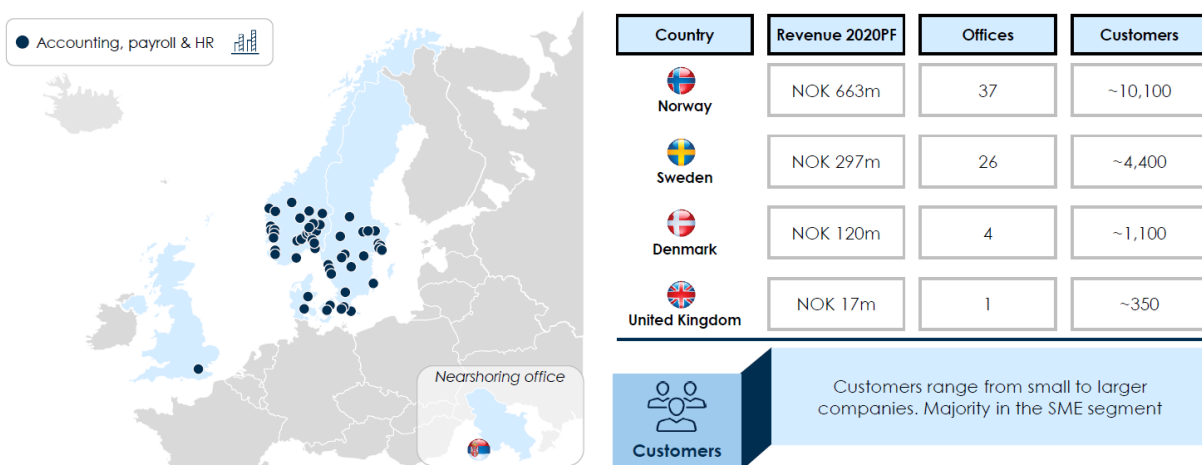 Accounting, payroll & HR
Nearshoring office
Country Revenue 2020PF Offices Customers
Norway NOK 663m 37 ~10,100
Sweden NOK 297m 26 ~4,400
Denmark NOK 120m 4 ~1,100
United Kingdom NOK 17m 1 ~350
Customers
Customers range from small to larger
companies. Majority in the SME segment